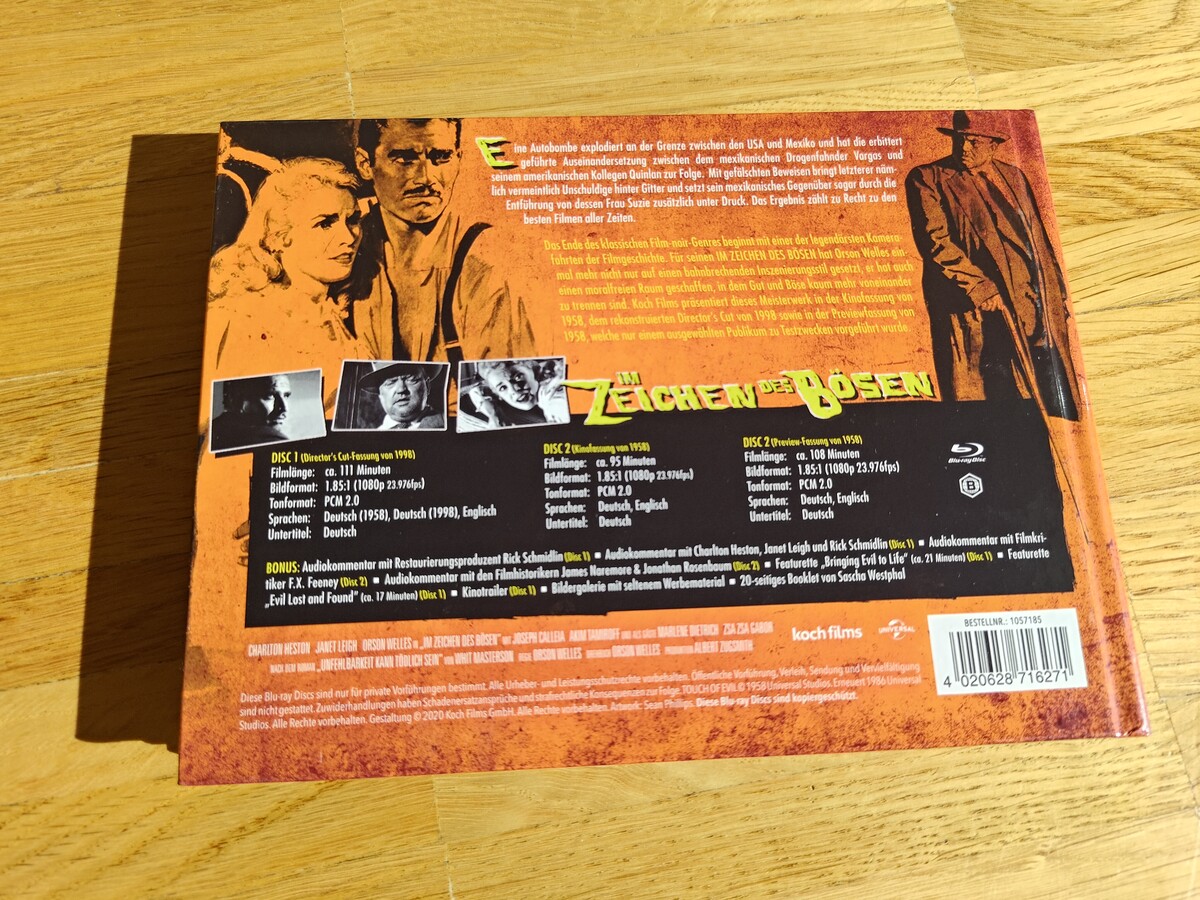 Eine Autobombe explodiert an der Grenze zwischen den USA und Mexiko und hat die erbittert
geführte Auseinandersetzung zwischen dem mexikanischen Drogenfahnder Vargas und
seinem amerikanischen Kollegen Quinlan zur Folge. Mit gefälschten Beweisen bringt letzterer näm-
lich vermeintlich Unschuldige hinter Gitter und setzt sein mexikanisches Gegenüber sogar durch die
Entführung von dessen Frau Suzie zusätzlich unter Druck. Das Ergebnis zählt zu Recht zu den
besten Filmen aller Zeiten.
Das Ende des klassischen Film-noir-Genres beginnt mit einer der legendärsten Kamera-
fahrten der Filmgeschichte. Für seinen IM ZEICHEN DES BÖSEN hat Orson Welles ein-
mal mehr nicht nur auf einen bahnbrechenden Inszenierungsstil gesetzt, er hat auch
einen moralfreien Raum geschaffen, in dem Gut und Böse kaum mehr voneinander
zu trennen sind. Koch Films präsentiert dieses Meisterwerk in der Kinofassung von
1958, dem rekonstruierten Director's Cut von 1998 sowie in der Previewfassung von
1958, welche nur einem ausgewählten Publikum zu Testzwecken vorgeführt wurde.
IM ZEICHEN DES BÖSEN
DISC 1 (Director's Cut-Fassung von 1998)
Filmlänge: ca. 111 Minuten
Bildformat: 1.85:1 (1080p 23.976fps)
Tonformat: PCM 2.0
Sprachen: Deutsch (1958), Deutsch (1998), Englisch
Untertitel: Deutsch
DISC 2 (Kinofassung von 1958)
Filmlänge: ca. 95 Minuten
Bildformat: 1.85:1 (1080p 23.976fps)
Tonformat: PCM 2.0
Sprachen: Deutsch, Englisch
Untertitel: Deutsch
DISC 2 (Preview-Fassung von 1958)
Filmlänge: ca. 108 Minuten
Bildformat: 1.85:1 (1080p 23.976fps)
Tonformat: PCM 2.0
Sprachen: Deutsch, Englisch
Untertitel: Deutsch
Blu-ray Disc
B
BONUS: Audiokommentar mit Restaurierungsproduzent Rick Schmidlin (Disc 1) ▪ Audiokommentar mit Charlton Heston, Janet Leigh und Rick Schmidlin (Disc 1) ▪ Audiokommentar mit Filmkri-
tiker F.X. Feeney (Disc 2) ▪ Audiokommentar mit den Filmhistorikern James Naremore & Jonathan Rosenbaum (Disc 2) ▪ Featurette „Bringing Evil to Life“ (ca. 21 Minuten) (Disc 1) ▪ Featurette
„Evil Lost and Found“ (ca. 17 Minuten) (Disc 1) ▪ Kinotrailer (Disc 1) ▪ Bildergalerie mit seltenem Werbematerial ▪ 20-seitiges Booklet von Sascha Westphal
CHARLTON HESTON JANET LEIGH ORSON WELLES in „IM ZEICHEN DES BÖSEN“ mit JOSEPH CALLEIA AKIM TAMIROFF und als Gäste MARLENE DIETRICH ZSA ZSA GABOR
NACH DEM ROMAN „UNFEHLBARKEIT KANN TÖDLICH SEIN“ von WHIT MASTERSON REGIE ORSON WELLES DREHBUCH ORSON WELLES PRODUKTION ALBERT ZUGSMITH
koch films
UNIVERSAL
BESTELLNR.: 1057185
4 020628 716271
Diese Blu-ray Discs sind nur für private Vorführungen bestimmt. Alle Urheber- und Leistungsschutzrechte vorbehalten. Öffentliche Vorführung, Verleih, Sendung und Vervielfältigung
sind nicht gestattet. Zuwiderhandlungen haben Schadenersatzansprüche und strafrechtliche Konsequenzen zur Folge. TOUCH OF EVIL © 1958 Universal Studios. Erneuert 1986 Universal
Studios. Alle Rechte vorbehalten. Gestaltung © 2020 Koch Films GmbH. Alle Rechte vorbehalten. Artwork: Sean Phillips. Diese Blu-ray Discs sind kopiergeschützt.